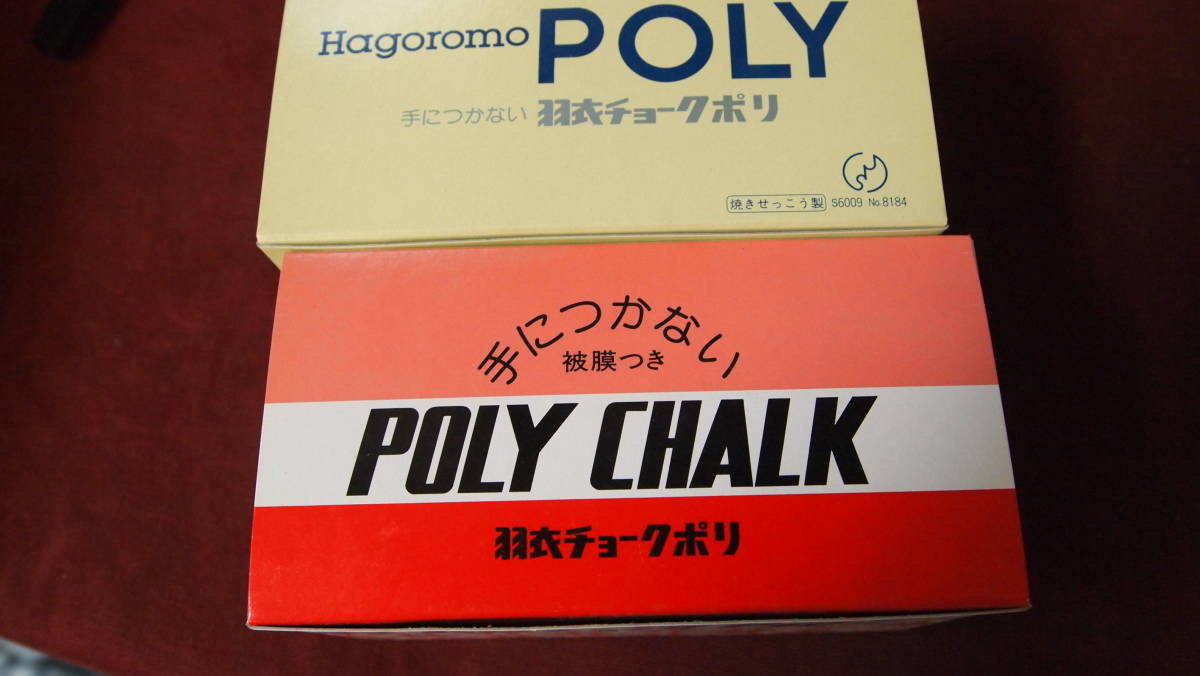 Hagoromo POLY
手につかない 羽衣チョークポリ
焼きせっこう製 S6009 No.8184
手につかない
被膜つき
POLY CHALK
羽衣チョークポリ